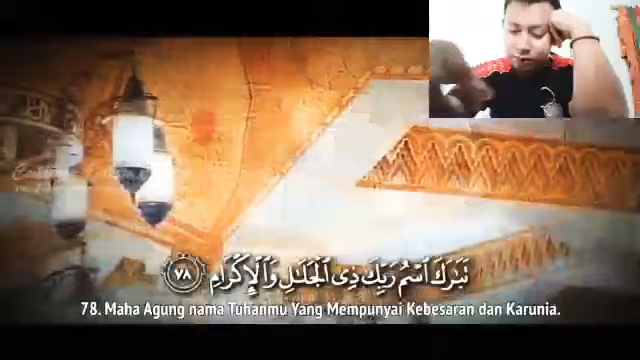 تَبَٰرَكَ ٱسْمُ رَبِّكَ ذِى ٱلْجَلَٰلِ وَٱلْإِكْرَامِ ٧٨
78. Maha Agung nama Tuhanmu Yang Mempunyai Kebesaran dan Karunia.